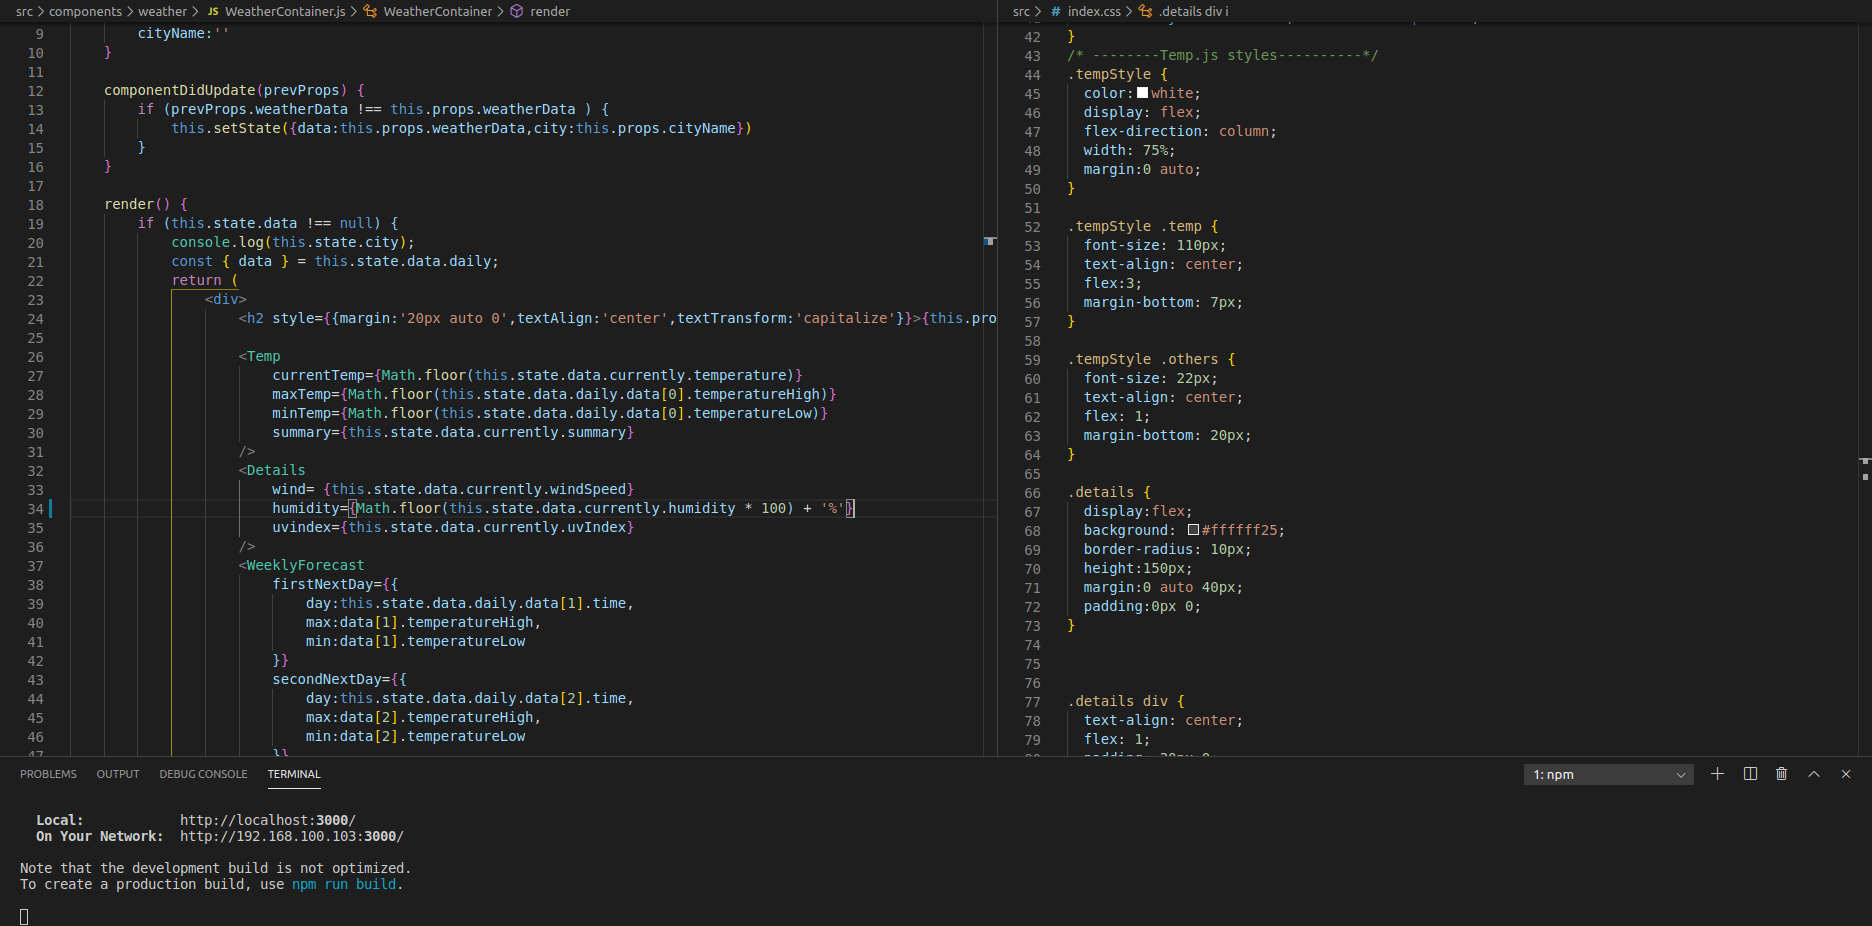 src > components > weather > JS WeatherContainer.js > WeatherContainer > render
9 cityName:''
10 }
11
12 componentDidUpdate(prevProps) {
13 if (prevProps.weatherData !== this.props.weatherData ) {
14 this.setState({data:this.props.weatherData,city:this.props.cityName})
15 }
16 }
17
18 render() {
19 if (this.state.data !== null) {
20 console.log(this.state.city);
21 const { data } = this.state.data.daily;
22 return (
23 <div>
24 <h2 style={{margin:'20px auto 0',textAlign:'center',textTransform:'capitalize'}}>{this.pro
25
26 <Temp
27 currentTemp={Math.floor(this.state.data.currently.temperature)}
28 maxTemp={Math.floor(this.state.data.daily.data[0].temperatureHigh)}
29 minTemp={Math.floor(this.state.data.daily.data[0].temperatureLow)}
30 summary={this.state.data.currently.summary}
31 />
32 <Details
33 wind= {this.state.data.currently.windSpeed}
34 humidity={Math.floor(this.state.data.currently.humidity * 100) + '%'}
35 uvindex={this.state.data.currently.uvIndex}
36 />
37 <WeeklyForecast
38 firstNextDay={{
39 day:this.state.data.daily.data[1].time,
40 max:data[1].temperatureHigh,
41 min:data[1].temperatureLow
42 }}
43 secondNextDay={{
44 day:this.state.data.daily.data[2].time,
45 max:data[2].temperatureHigh,
46 min:data[2].temperatureLow
47 }}
src > # index.css > .details div i
42 }
43 /* --------Temp.js styles----------*/
44 .tempStyle {
45 color:white;
46 display: flex;
47 flex-direction: column;
48 width: 75%;
49 margin:0 auto;
50 }
51
52 .tempStyle .temp {
53 font-size: 110px;
54 text-align: center;
55 flex:3;
56 margin-bottom: 7px;
57 }
58
59 .tempStyle .others {
60 font-size: 22px;
61 text-align: center;
62 flex: 1;
63 margin-bottom: 20px;
64 }
65
66 .details {
67 display:flex;
68 background: #ffffff25;
69 border-radius: 10px;
70 height:150px;
71 margin:0 auto 40px;
72 padding:0px 0;
73 }
74
75
76
77 .details div {
78 text-align: center;
79 flex: 1;
PROBLEMS OUTPUT DEBUG CONSOLE TERMINAL 1: npm
Local: http://localhost:3000/
On Your Network: http://192.168.100.103:3000/
Note that the development build is not optimized.
To create a production build, use npm run build.